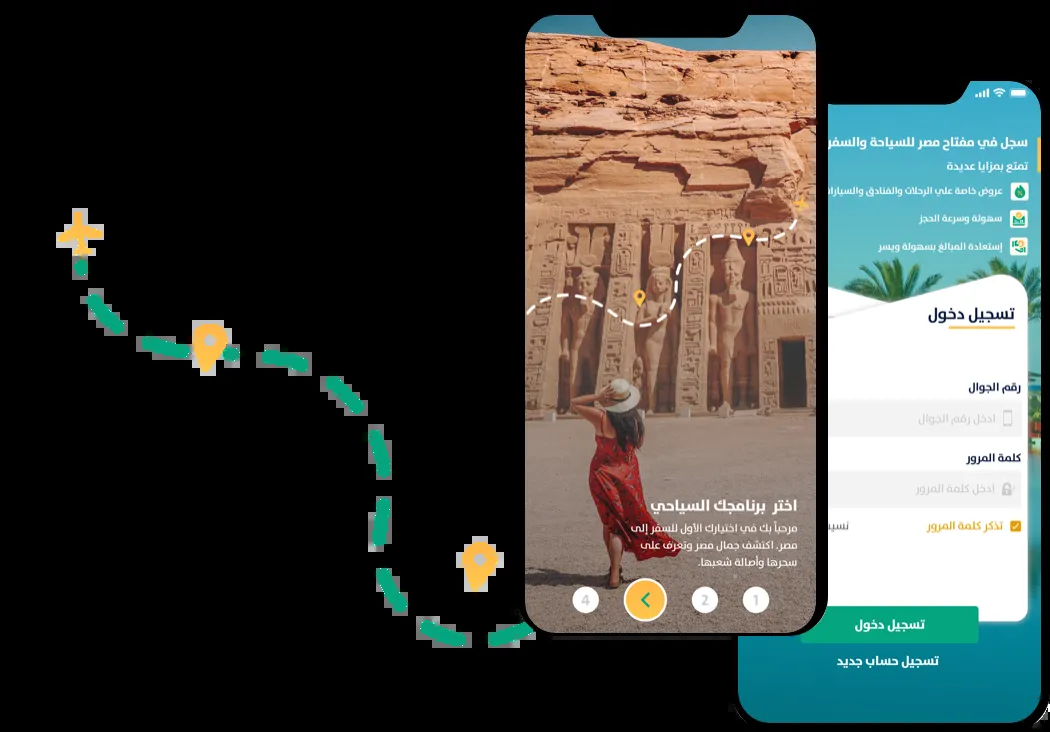 اختر برنامجك السياحي
مرحباً بك في اختيارك الأول للسفر إلى
مصر. اكتشف جمال مصر وتعرف على
سحرها وأصالة شعبها.
1
2
4
سجل في مفتاح مصر للسياحة والسفر
تمتع بمزايا عديدة
عروض خاصة علي الرحلات والفنادق والسيارات
سهولة وسرعة الحجز
إستعادة المبالغ بسهولة ويسر
تسجيل دخول
رقم الجوال
ادخل رقم الجوال
كلمة المرور
ادخل كلمة المرور
تذكر كلمة المرور
تسجيل دخول
تسجيل حساب جديد